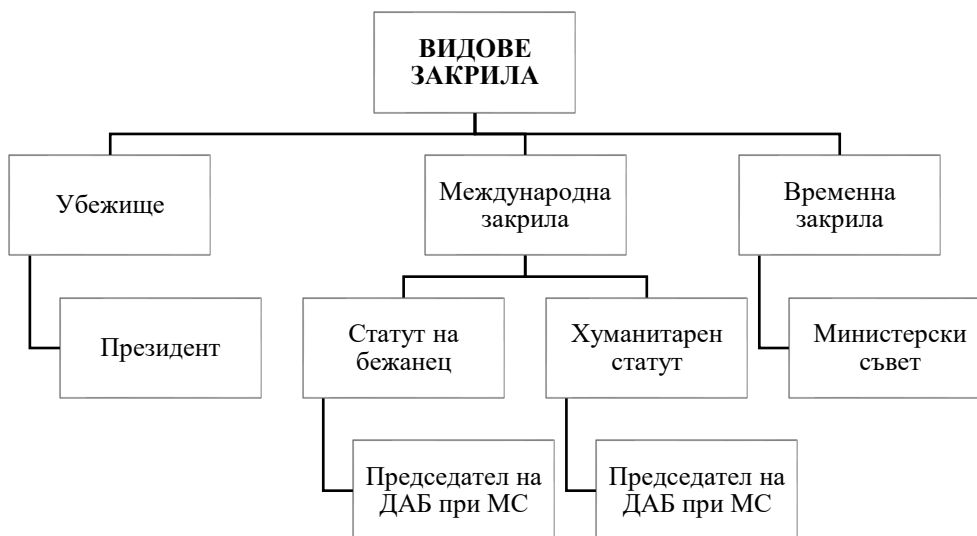 ВИДОВЕ
ЗАКРИЛА
Убежище
Международна
закрила
Временна
закрила
Президент
Статут на
бежанец
Хуманитарен
статут
Министерски
съвет
Председател на
ДАБ при МС
Председател на
ДАБ при МС